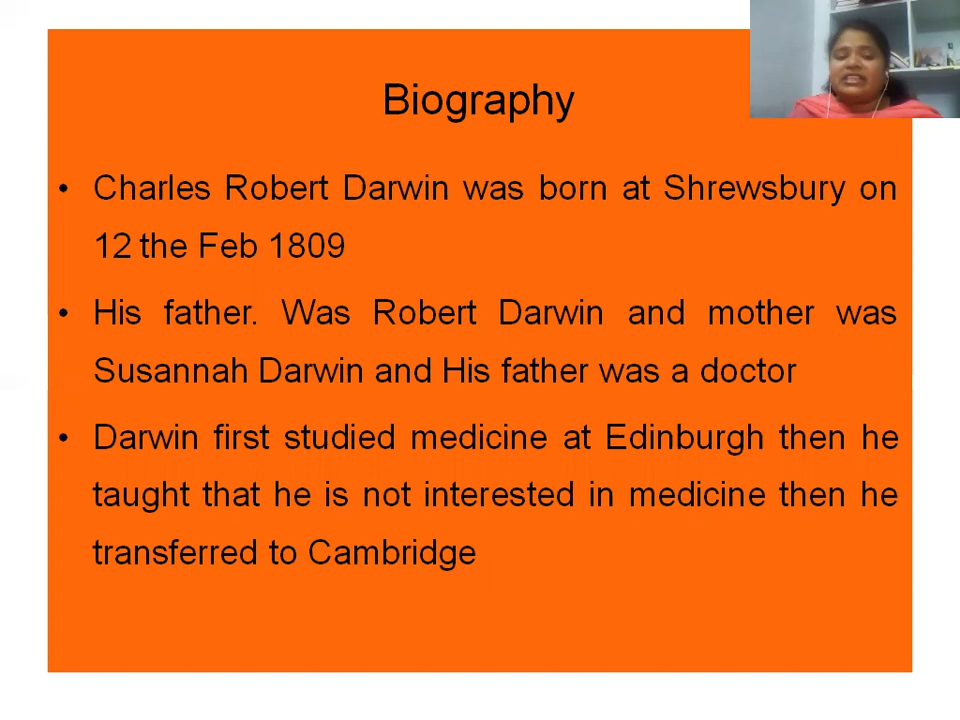 Biography
• Charles Robert Darwin was born at Shrewsbury on
12 the Feb 1809
• His father. Was Robert Darwin and mother was
Susannah Darwin and His father was a doctor
• Darwin first studied medicine at Edinburgh then he
taught that he is not interested in medicine then he
transferred to Cambridge